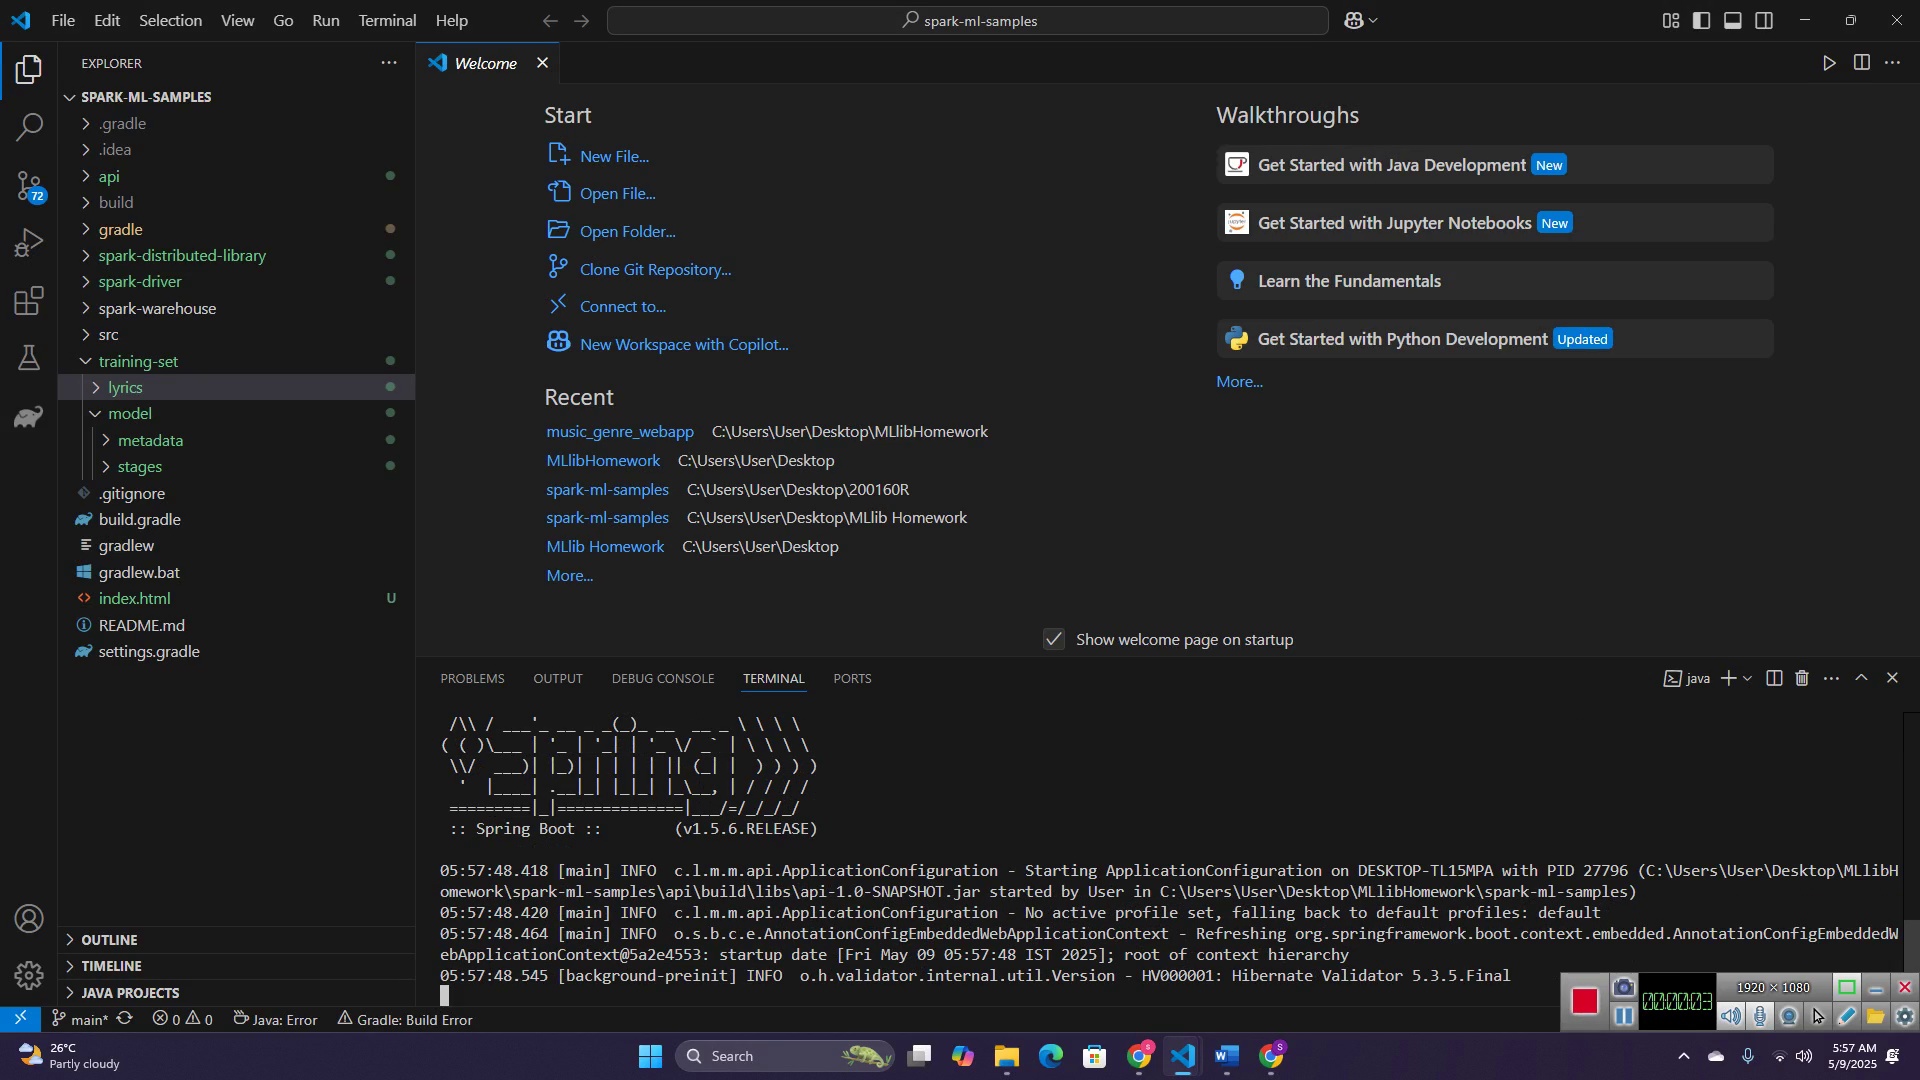 File Edit Selection View Go Run Terminal Help
spark-ml-samples
EXPLORER
SPARK-ML-SAMPLES
.gradle
.idea
api
build
gradle
spark-distributed-library
spark-driver
spark-warehouse
src
training-set
lyrics
model
metadata
stages
.gitignore
build.gradle
gradlew
gradlew.bat
index.html U
README.md
settings.gradle
OUTLINE
TIMELINE
JAVA PROJECTS
72
Welcome
Start
New File...
Open File...
Open Folder...
Clone Git Repository...
Connect to...
New Workspace with Copilot...
Recent
music_genre_webapp C:\Users\User\Desktop\MLlibHomework
MLlibHomework C:\Users\User\Desktop
spark-ml-samples C:\Users\User\Desktop\200160R
spark-ml-samples C:\Users\User\Desktop\MLlib Homework
MLlib Homework C:\Users\User\Desktop
More...
Walkthroughs
Get Started with Java Development New
Get Started with Jupyter Notebooks New
Learn the Fundamentals
Get Started with Python Development Updated
More...
Show welcome page on startup
PROBLEMS OUTPUT DEBUG CONSOLE TERMINAL PORTS
java
:: Spring Boot :: (v1.5.6.RELEASE)
05:57:48.418 [main] INFO c.l.m.m.api.ApplicationConfiguration - Starting ApplicationConfiguration on DESKTOP-TL15MPA with PID 27796 (C:\Users\User\Desktop\MLlibH
omework\spark-ml-samples\api\build\libs\api-1.0-SNAPSHOT.jar started by User in C:\Users\User\Desktop\MLlibHomework\spark-ml-samples)
05:57:48.420 [main] INFO c.l.m.m.api.ApplicationConfiguration - No active profile set, falling back to default profiles: default
05:57:48.464 [main] INFO o.s.b.c.e.AnnotationConfigEmbeddedWebApplicationContext - Refreshing org.springframework.boot.context.embedded.AnnotationConfigEmbeddedW
ebApplicationContext@5a2e4553: startup date [Fri May 09 05:57:48 IST 2025]; root of context hierarchy
05:57:48.545 [background-preinit] INFO o.h.validator.internal.util.Version - HV000001: Hibernate Validator 5.3.5.Final
1920 × 1080
00:00:03
main* 0 0 Java: Error Gradle: Build Error
26°C
Partly cloudy
Search
5:57 AM
5/9/2025